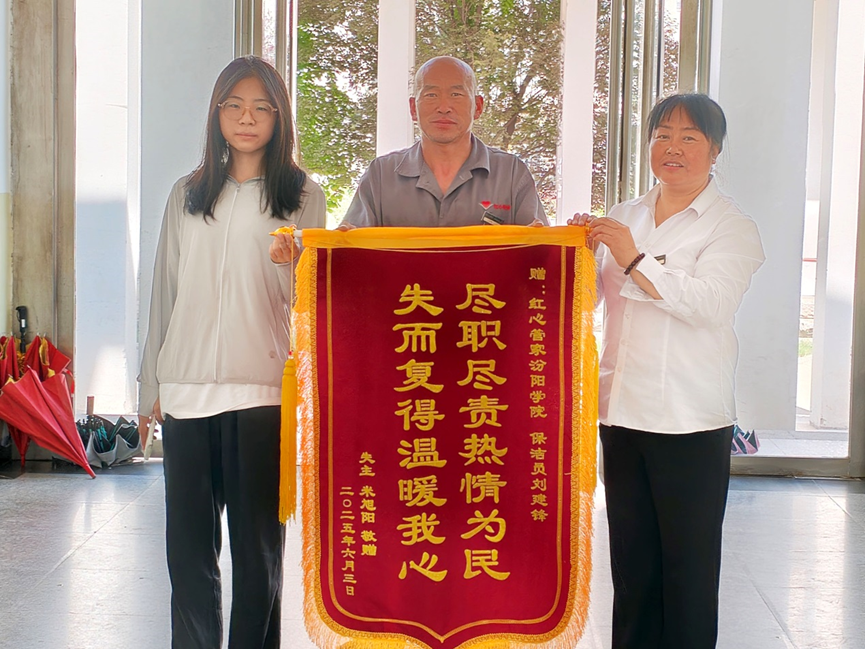 赠：红心管家汾阳学院 保洁员刘建锋
尽职尽责热情为民
失而复得温暖我心
失主 米旭阳 敬赠
二〇二五年六月三日